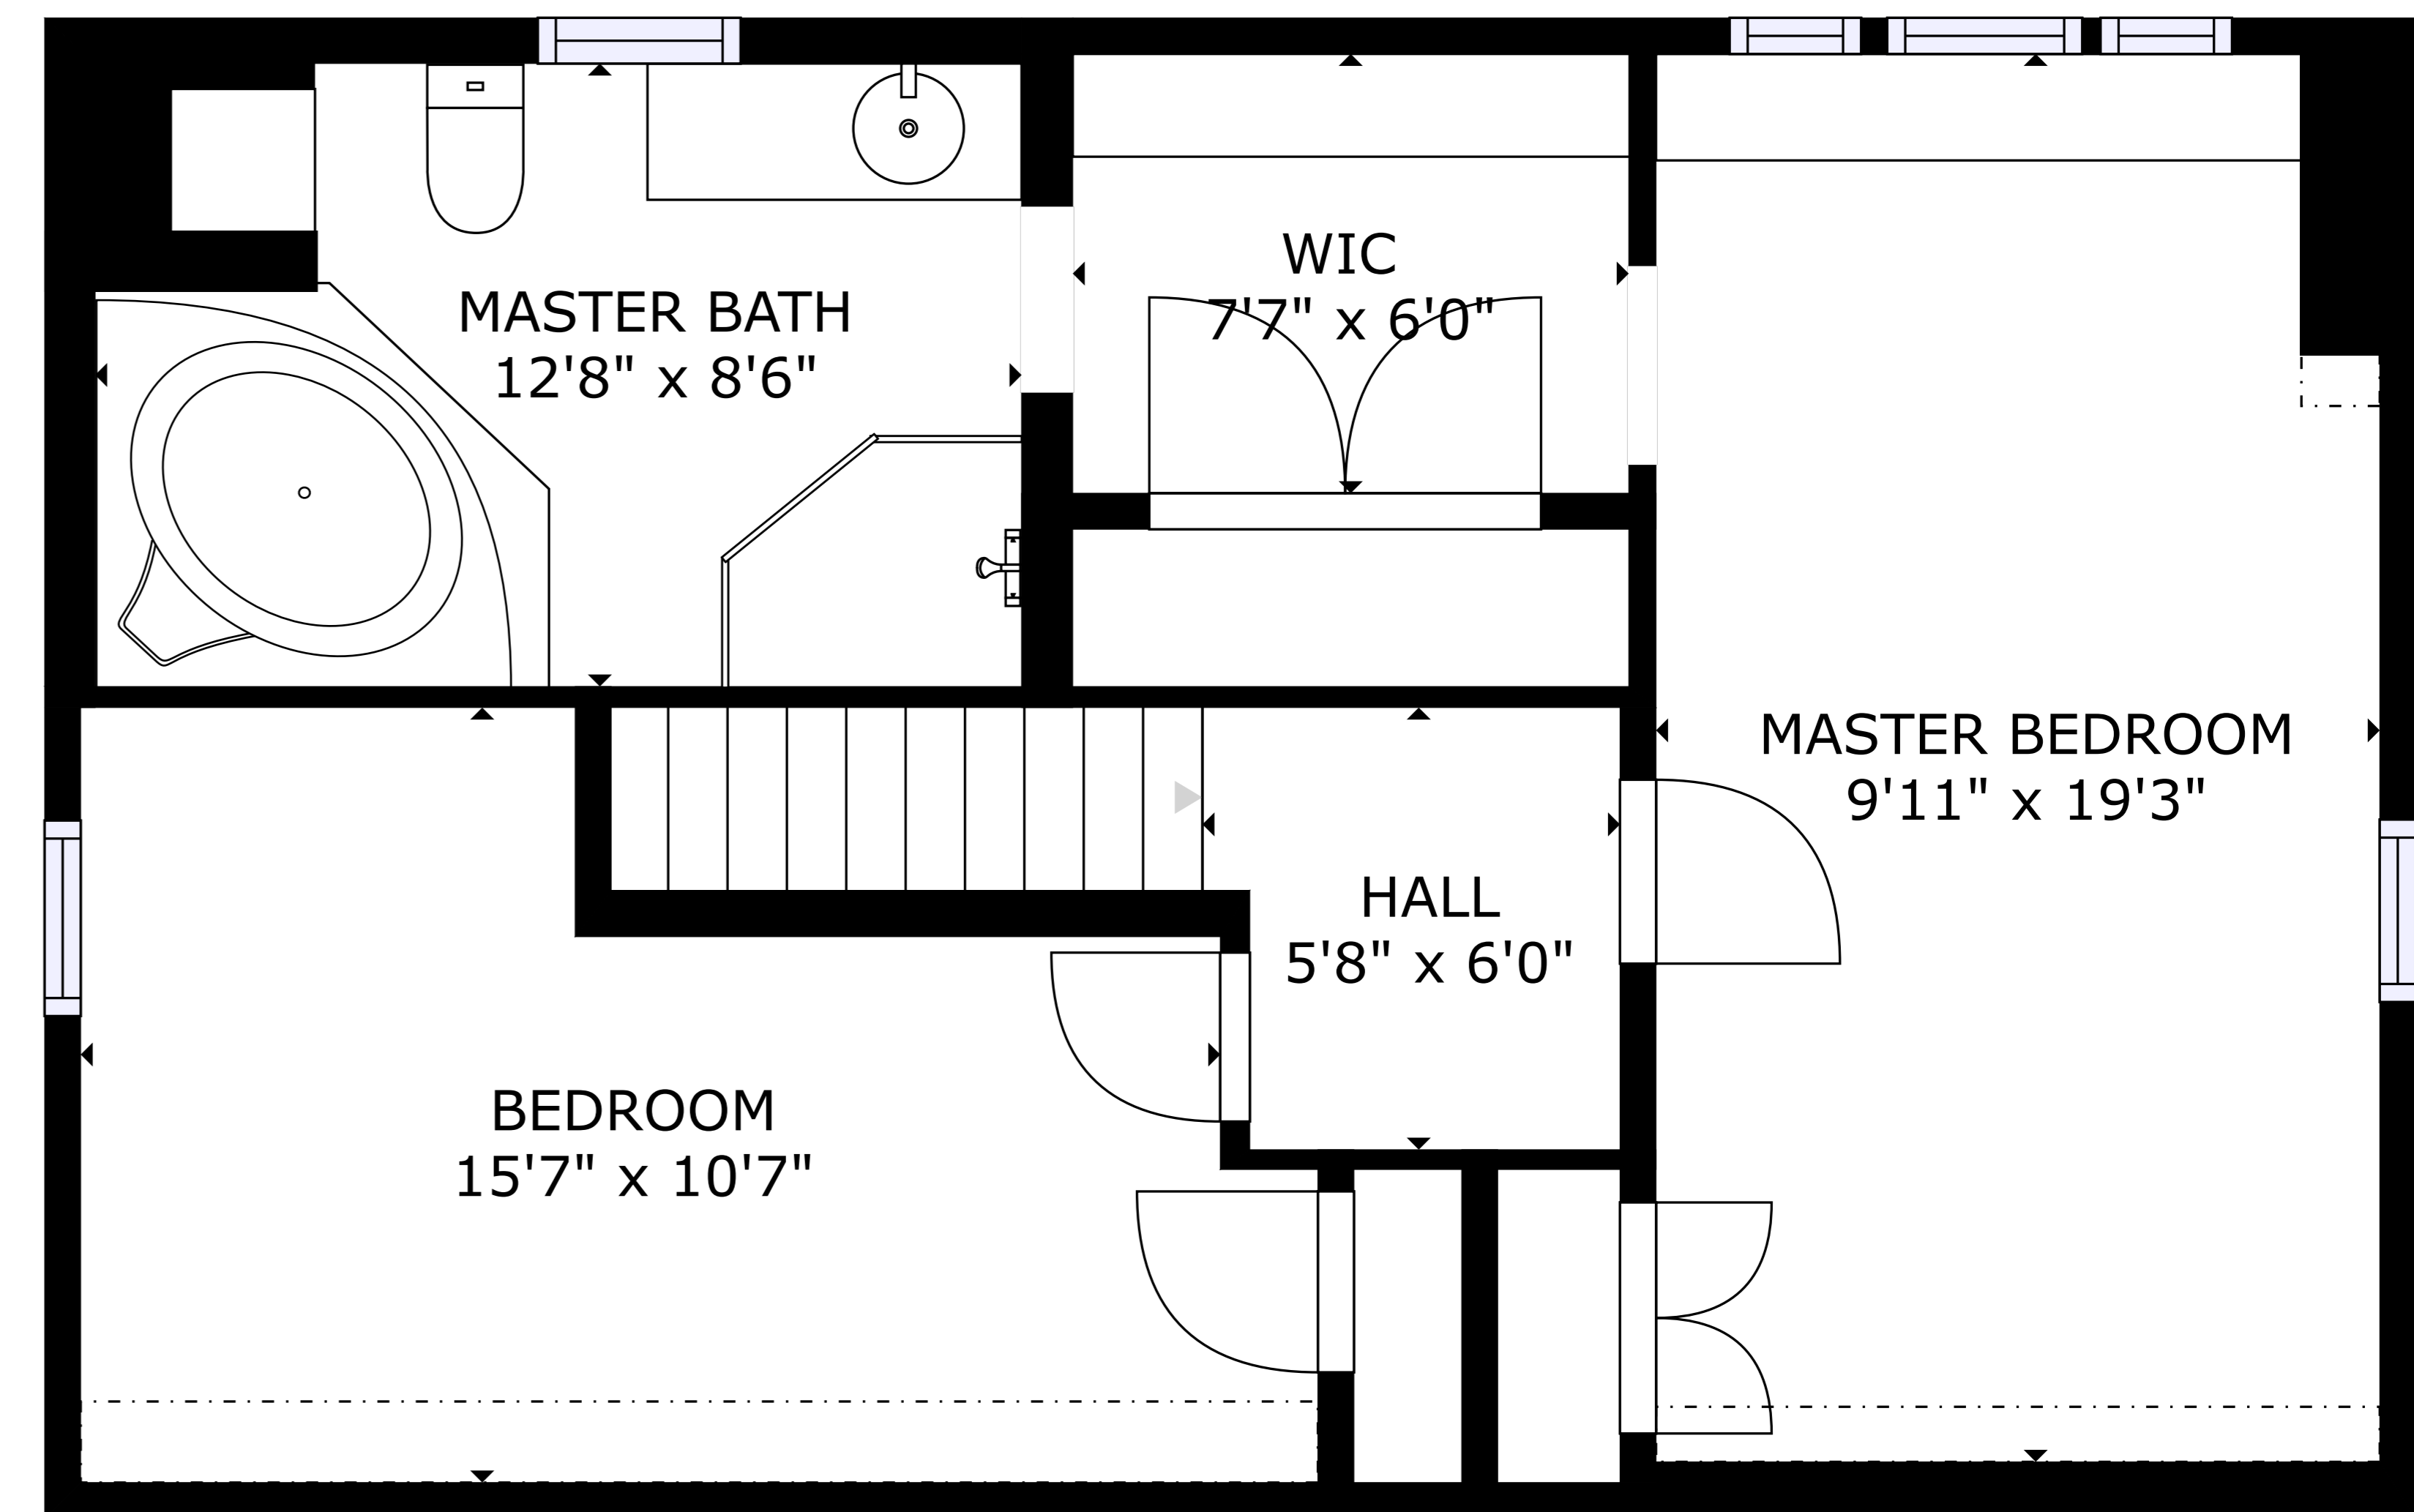 WIC
7'7" x 6'0"
MASTER BATH
12'8" x 8'6"
MASTER BEDROOM
9'11" x 19'3"
HALL
5'8" x 6'0"
BEDROOM
15'7" x 10'7"